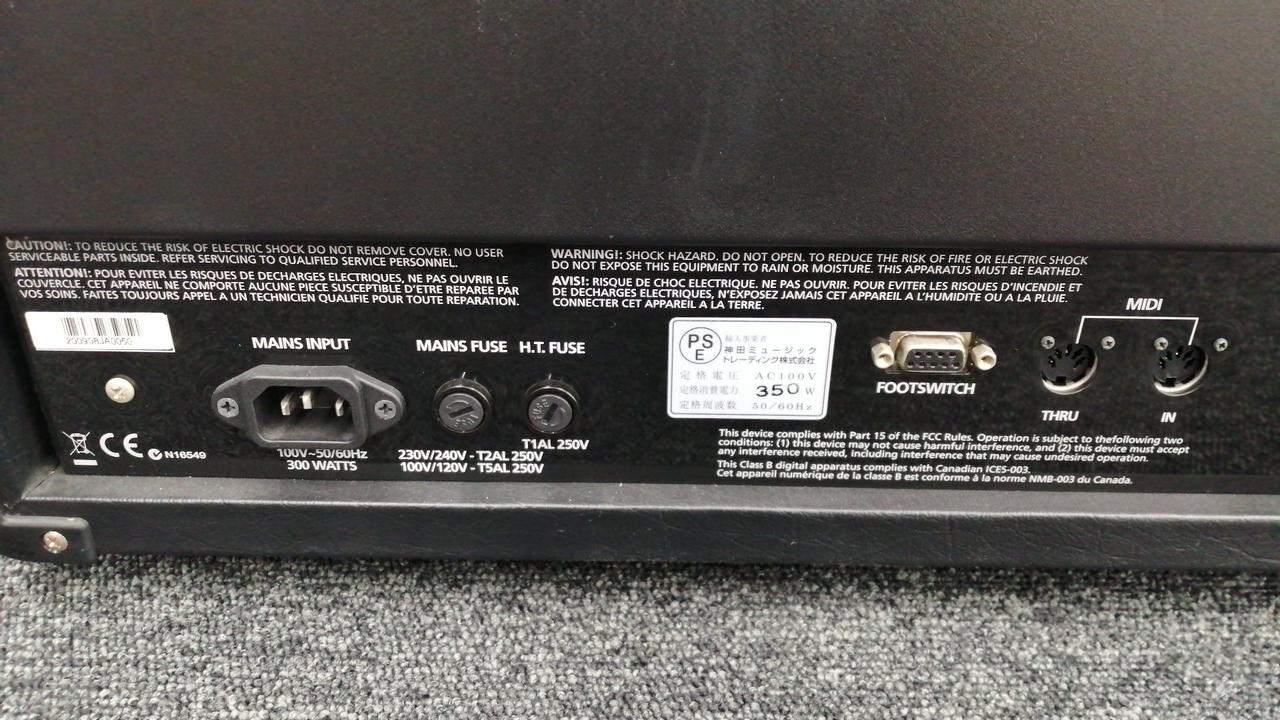 CAUTION!: TO REDUCE THE RISK OF ELECTRIC SHOCK DO NOT REMOVE COVER. NO USER
SERVICEABLE PARTS INSIDE. REFER SERVICING TO QUALIFIED SERVICE PERSONNEL.
ATTENTION!: POUR EVITER LES RISQUES DE DECHARGES ELECTRIQUES, NE PAS OUVRIR LE
COUVERCLE. CET APPAREIL NE COMPORTE AUCUNE PIECE SUSCEPTIBLE D'ETRE REPAREE PAR
VOS SOINS. FAITES TOUJOURS APPEL A UN TECHNICIEN QUALIFIE POUR TOUTE REPARATION.
WARNING!: SHOCK HAZARD. DO NOT OPEN. TO REDUCE THE RISK OF FIRE OR ELECTRIC SHOCK
DO NOT EXPOSE THIS EQUIPMENT TO RAIN OR MOISTURE. THIS APPARATUS MUST BE EARTHED.
AVIS!: RISQUE DE CHOC ELECTRIQUE. NE PAS OUVRIR. POUR EVITER LES RISQUES D'INCENDIE ET
DE DECHARGES ELECTRIQUES, N'EXPOSEZ JAMAIS CET APPAREIL A L'HUMIDITE OU A LA PLUIE.
CONNECTER CET APPAREIL A LA TERRE.
200908JA0050
MAINS INPUT
100V~50/60Hz
300 WATTS
CE
N16549
MAINS FUSE
H.T. FUSE
FUSE
T1AL 250V
230V/240V - T2AL 250V
100V/120V - T5AL 250V
PSE
輸入事業者
神田ミュージック
トレーディング株式会社
定格電圧 AC100V
定格消費電力 350W
定格周波数 50/60Hz
FOOTSWITCH
MIDI
THRU
IN
This device complies with Part 15 of the FCC Rules. Operation is subject to thefollowing two
conditions: (1) this device may not cause harmful interference, and (2) this device must accept
any interference received, including interference that may cause undesired operation.
This Class B digital apparatus complies with Canadian ICES-003.
Cet appareil numérique de la classe B est conforme à la norme NMB-003 du Canada.